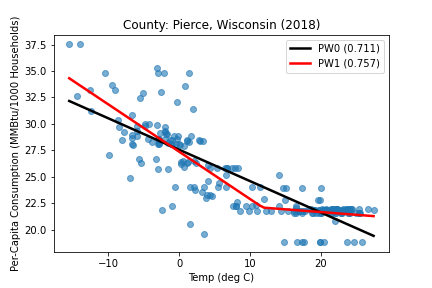 County: Pierce, Wisconsin (2018)
PW0 (0.711)
PW1 (0.757)
Per-Capita Consumption (MMBtu/1000 Households)
37.5
35.0
32.5
30.0
27.5
25.0
22.5
20.0
−10
0
10
20
Temp (deg C)